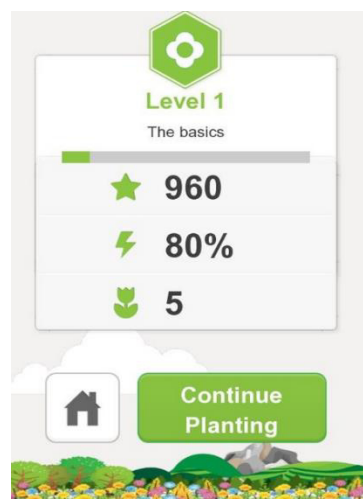 Level 1
The basics
960
80%
5
Continue
Planting